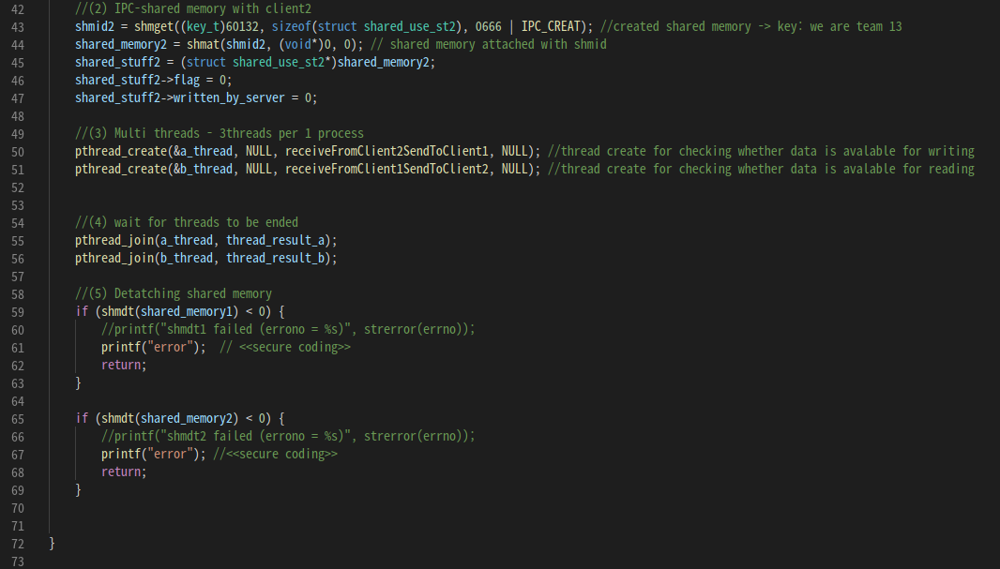 42 //(2) IPC-shared memory with client2
43 shmid2 = shmget((key_t)60132, sizeof(struct shared_use_st2), 0666 | IPC_CREAT); //created shared memory -> key: we are team 13
44 shared_memory2 = shmat(shmid2, (void*)0, 0); // shared memory attached with shmid
45 shared_stuff2 = (struct shared_use_st2*)shared_memory2;
46 shared_stuff2->flag = 0;
47 shared_stuff2->written_by_server = 0;
48
49 //(3) Multi threads - 3threads per 1 process
50 pthread_create(&a_thread, NULL, receiveFromClient2SendToClient1, NULL); //thread create for checking whether data is avalable for writing
51 pthread_create(&b_thread, NULL, receiveFromClient1SendToClient2, NULL); //thread create for checking whether data is avalable for reading
52
53
54 //(4) wait for threads to be ended
55 pthread_join(a_thread, thread_result_a);
56 pthread_join(b_thread, thread_result_b);
57
58 //(5) Detatching shared memory
59 if (shmdt(shared_memory1) < 0) {
60 //printf("shmdt1 failed (errono = %s)", strerror(errno));
61 printf("error"); // <<secure coding>>
62 return;
63 }
64
65 if (shmdt(shared_memory2) < 0) {
66 //printf("shmdt2 failed (errono = %s)", strerror(errno));
67 printf("error"); //<<secure coding>>
68 return;
69 }
70
71
72 }
73